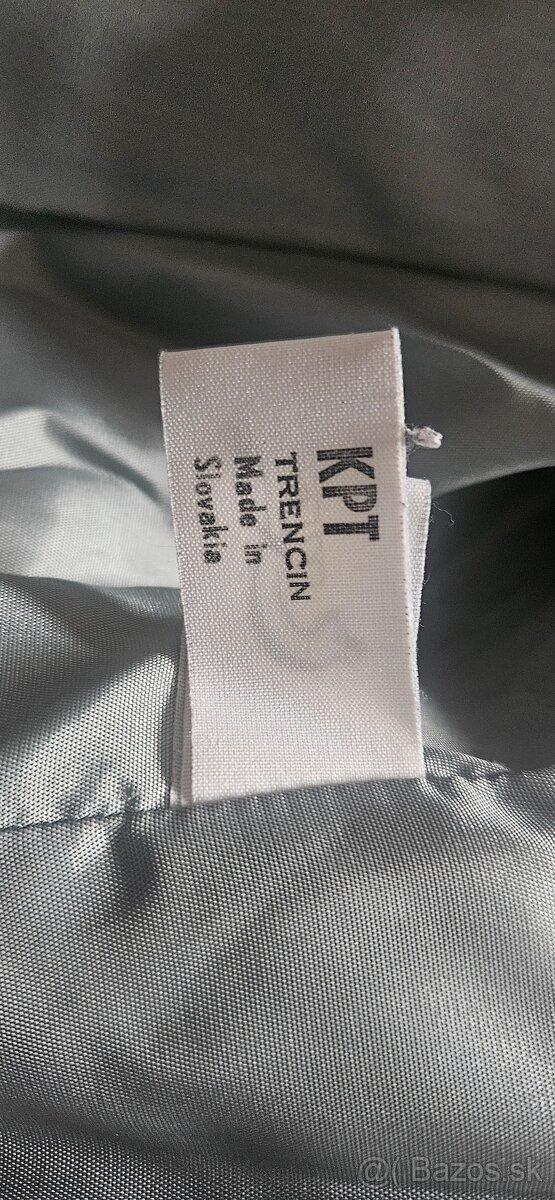 KPT
TRENCIN
Made in
Slovakia
@( Bazos.sk